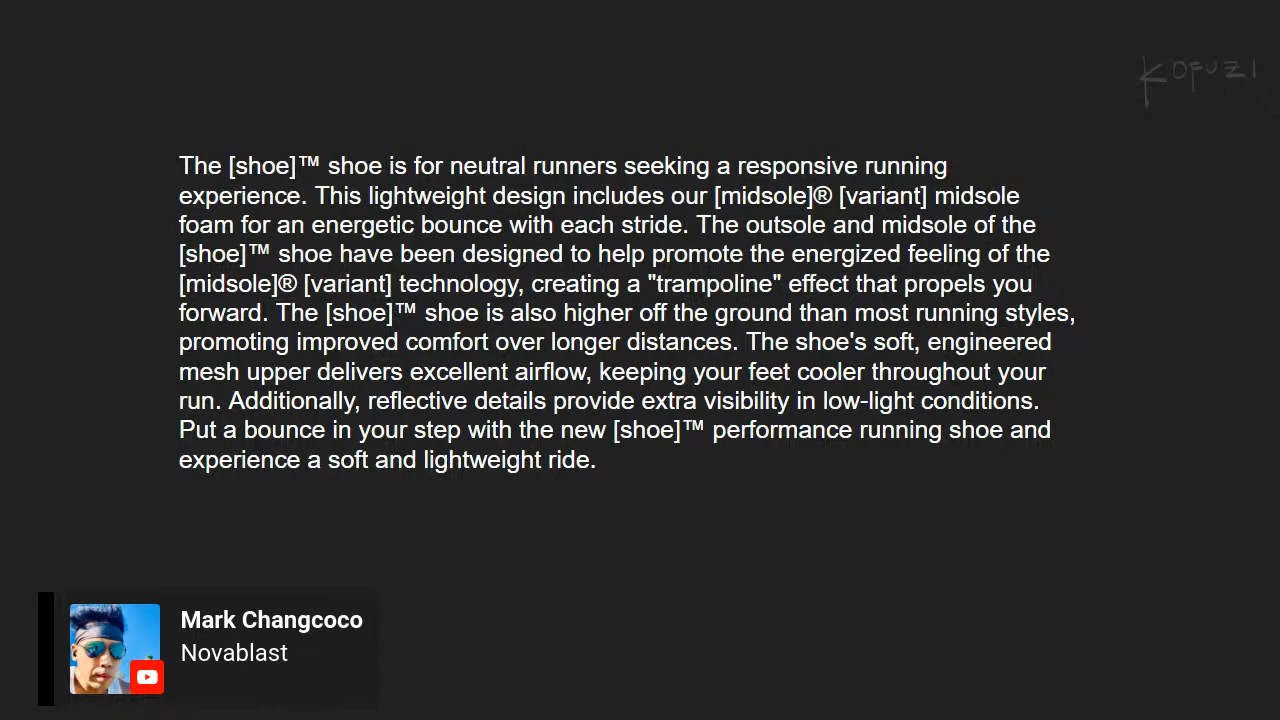 KOFUZI
The [shoe]™ shoe is for neutral runners seeking a responsive running
experience. This lightweight design includes our [midsole]® [variant] midsole
foam for an energetic bounce with each stride. The outsole and midsole of the
[shoe]™ shoe have been designed to help promote the energized feeling of the
[midsole]® [variant] technology, creating a "trampoline" effect that propels you
forward. The [shoe]™ shoe is also higher off the ground than most running styles,
promoting improved comfort over longer distances. The shoe's soft, engineered
mesh upper delivers excellent airflow, keeping your feet cooler throughout your
run. Additionally, reflective details provide extra visibility in low-light conditions.
Put a bounce in your step with the new [shoe]™ performance running shoe and
experience a soft and lightweight ride.
Mark Changcoco
Novablast